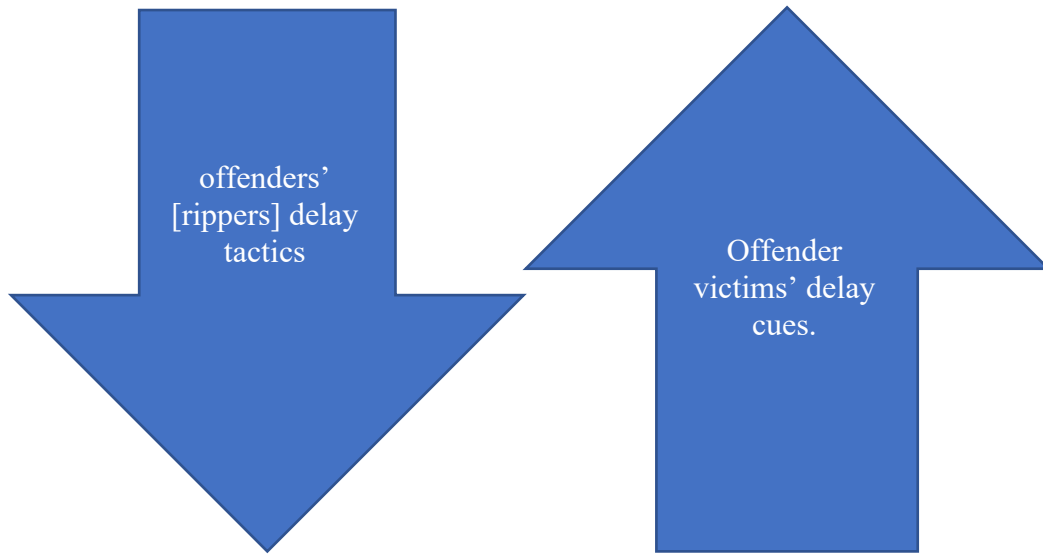 offenders’
[rippers] delay
tactics
Offender
victims’ delay
cues.